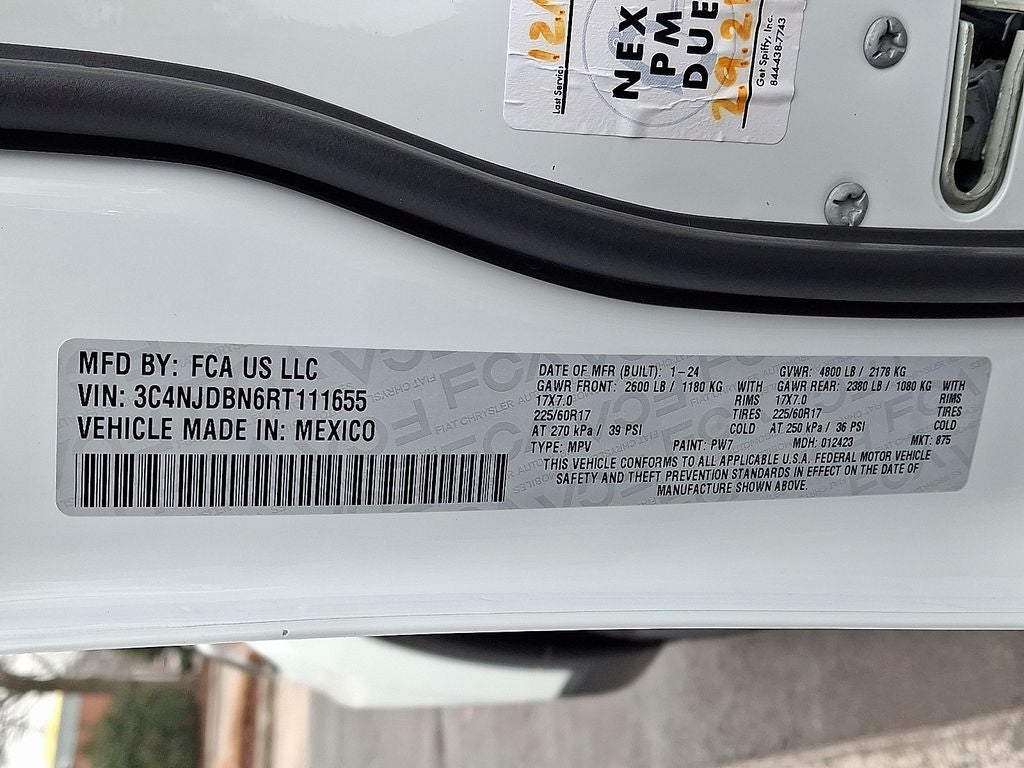 Last Service
NEX
PM
DUE
Get Spiffy, Inc.
844-438-7743
MFD BY: FCA US LLC
VIN: 3C4NJDBN6RT111655
VEHICLE MADE IN: MEXICO
DATE OF MFR (BUILT): 1-24 GVWR: 4800 LB / 2178 KG
GAWR FRONT: 2600 LB / 1180 KG WITH GAWR REAR: 2380 LB / 1080 KG WITH
17X7.0 RIMS 17X7.0 RIMS
225/60R17 TIRES 225/60R17 TIRES
AT 270 kPa / 39 PSI COLD AT 250 kPa / 36 PSI COLD
TYPE: MPV PAINT: PW7 MDH: 012423 MKT: 875
THIS VEHICLE CONFORMS TO ALL APPLICABLE U.S.A. FEDERAL MOTOR VEHICLE
SAFETY AND THEFT PREVENTION STANDARDS IN EFFECT ON THE DATE OF
MANUFACTURE SHOWN ABOVE.